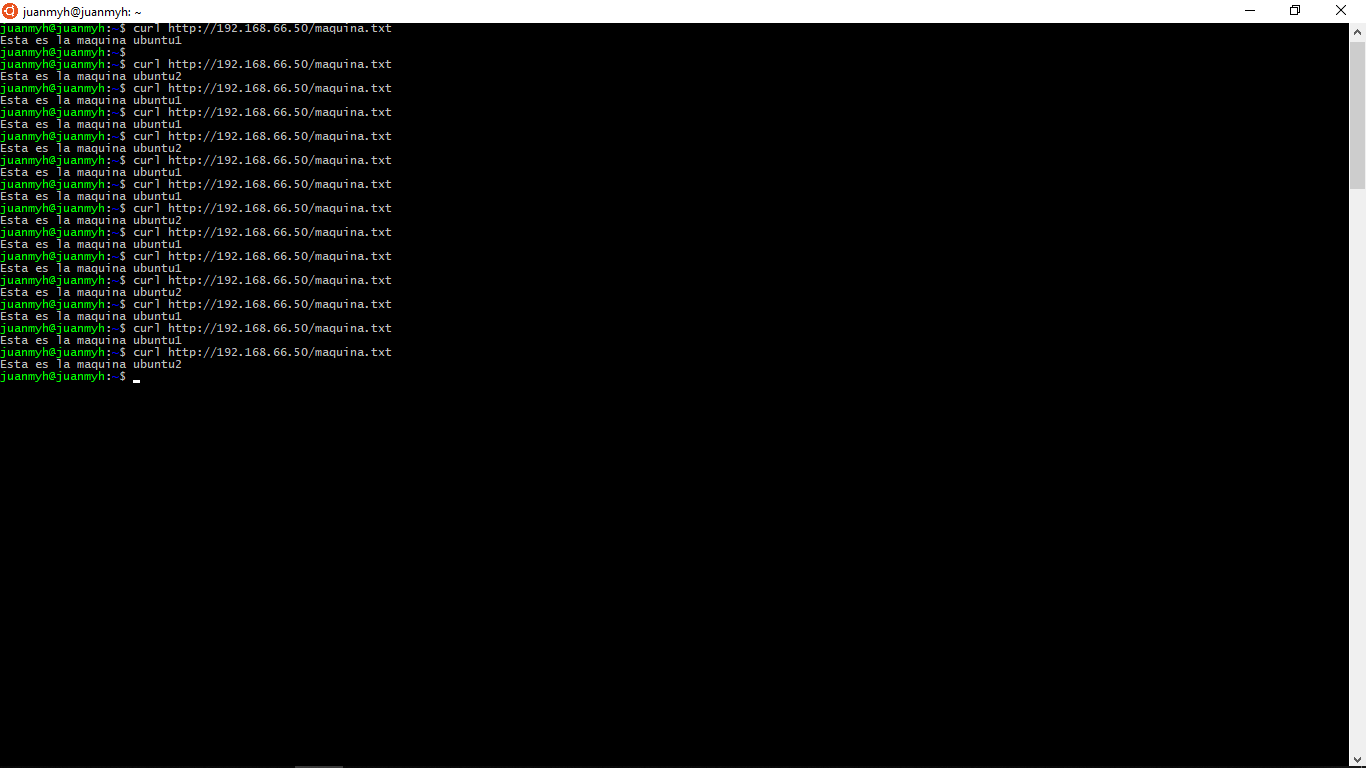 juanmyh@juanmyh: ~
juanmyh@juanmyh:~$ curl http://192.168.66.50/maquina.txt
Esta es la maquina ubuntu1
juanmyh@juanmyh:~$
juanmyh@juanmyh:~$ curl http://192.168.66.50/maquina.txt
Esta es la maquina ubuntu2
juanmyh@juanmyh:~$ curl http://192.168.66.50/maquina.txt
Esta es la maquina ubuntu1
juanmyh@juanmyh:~$ curl http://192.168.66.50/maquina.txt
Esta es la maquina ubuntu1
juanmyh@juanmyh:~$ curl http://192.168.66.50/maquina.txt
Esta es la maquina ubuntu2
juanmyh@juanmyh:~$ curl http://192.168.66.50/maquina.txt
Esta es la maquina ubuntu1
juanmyh@juanmyh:~$ curl http://192.168.66.50/maquina.txt
Esta es la maquina ubuntu1
juanmyh@juanmyh:~$ curl http://192.168.66.50/maquina.txt
Esta es la maquina ubuntu2
juanmyh@juanmyh:~$ curl http://192.168.66.50/maquina.txt
Esta es la maquina ubuntu1
juanmyh@juanmyh:~$ curl http://192.168.66.50/maquina.txt
Esta es la maquina ubuntu1
juanmyh@juanmyh:~$ curl http://192.168.66.50/maquina.txt
Esta es la maquina ubuntu2
juanmyh@juanmyh:~$ curl http://192.168.66.50/maquina.txt
Esta es la maquina ubuntu1
juanmyh@juanmyh:~$ curl http://192.168.66.50/maquina.txt
Esta es la maquina ubuntu1
juanmyh@juanmyh:~$ curl http://192.168.66.50/maquina.txt
Esta es la maquina ubuntu2
juanmyh@juanmyh:~$